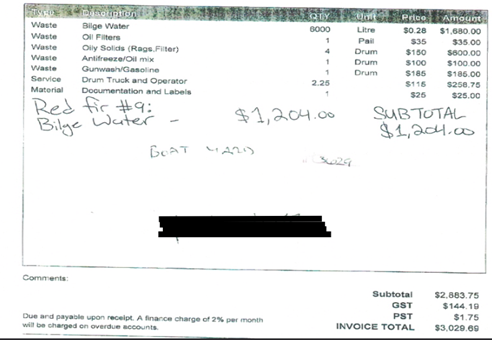 Type Description QTY Unit Price Amount
Waste Bilge Water 6000 Litre $0.28 $1,680.00
Waste Oil Filters 1 Pail $35 $35.00
Waste Oily Solids (Rags,Filter) 4 Drum $150 $600.00
Waste Antifreeze/Oil mix 1 Drum $100 $100.00
Waste Gunwash/Gasoline 1 Drum $185 $185.00
Service Drum Truck and Operator 2.25 $115 $258.75
Material Documentation and Labels 1 $25 $25.00
Red fir #9: $1,204.00 SUBTOTAL
Bilge Water - $1,204.00
BOAT
Comments:
Subtotal $2,883.75
GST $144.19
PST $1.75
INVOICE TOTAL $3,029.69
Due and payable upon receipt. A finance charge of 2% per month
will be charged on overdue accounts.